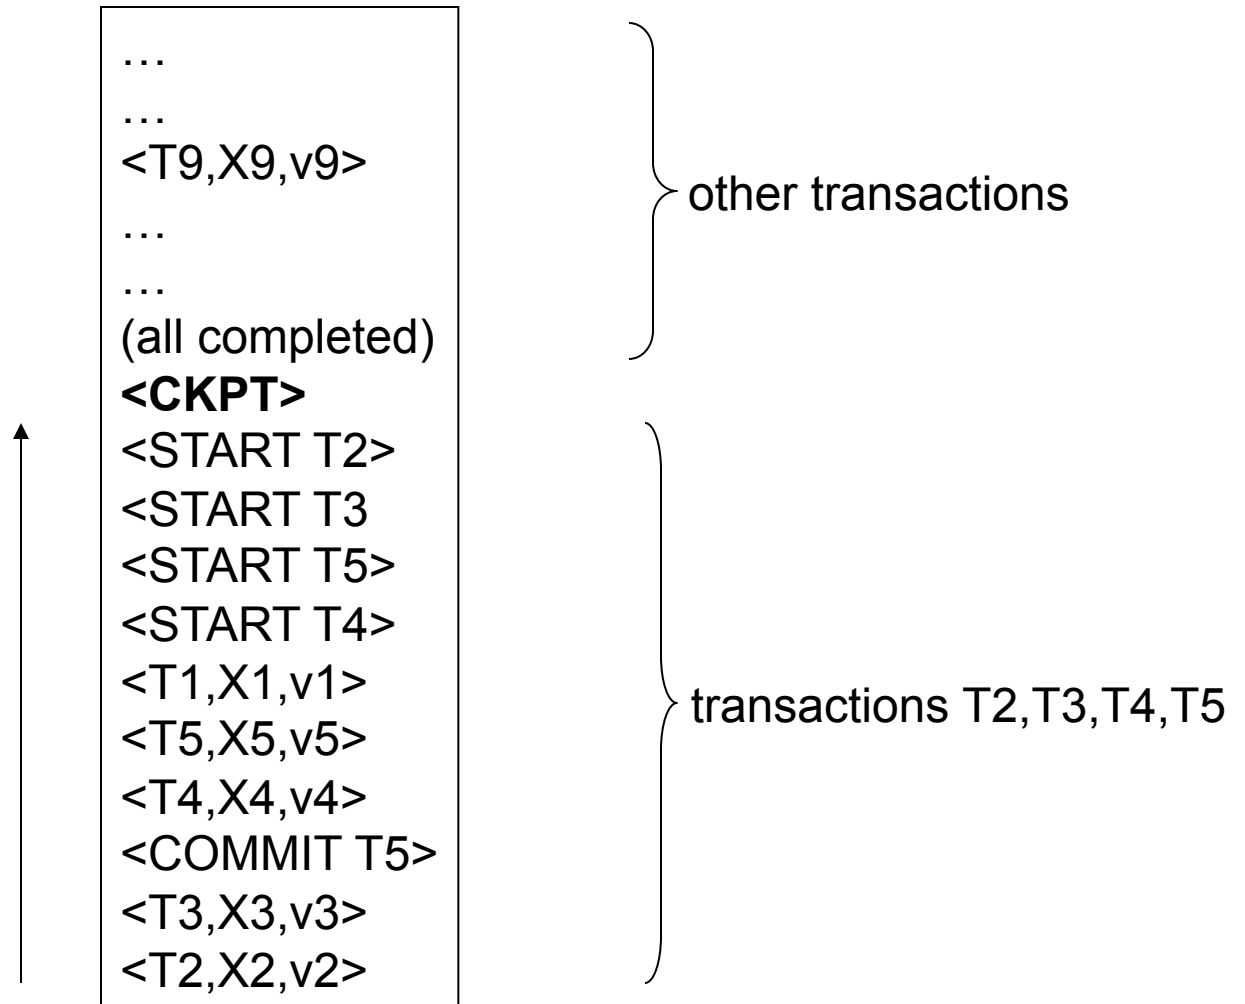 …
…
<T9,X9,v9>
other transactions
…
…
(all completed)
<CKPT>
<START T2>
<START T3
<START T5>
<START T4>
<T1,X1,v1>
transactions T2,T3,T4,T5
<T5,X5,v5>
<T4,X4,v4>
<COMMIT T5>
<T3,X3,v3>
<T2,X2,v2>